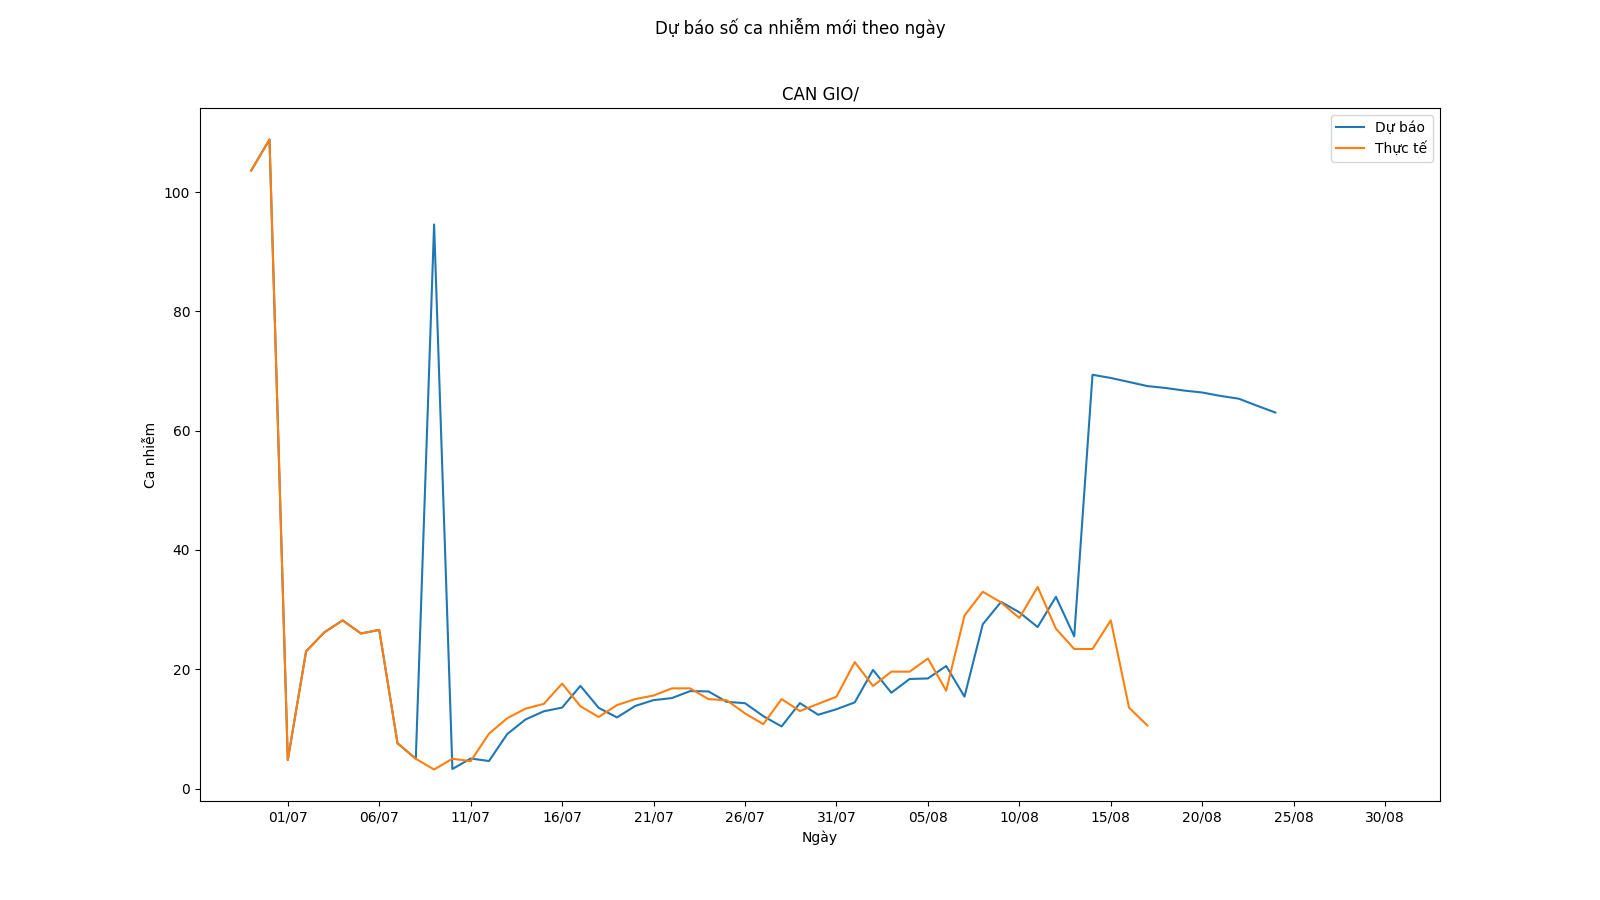 Dự báo số ca nhiễm mới theo ngày
CAN GIO/
Dự báo
Thực tế
100
80
60
40
20
0
Ca nhiễm
01/07 06/07 11/07 16/07 21/07 26/07 31/07 05/08 10/08 15/08 20/08 25/08 30/08
Ngày